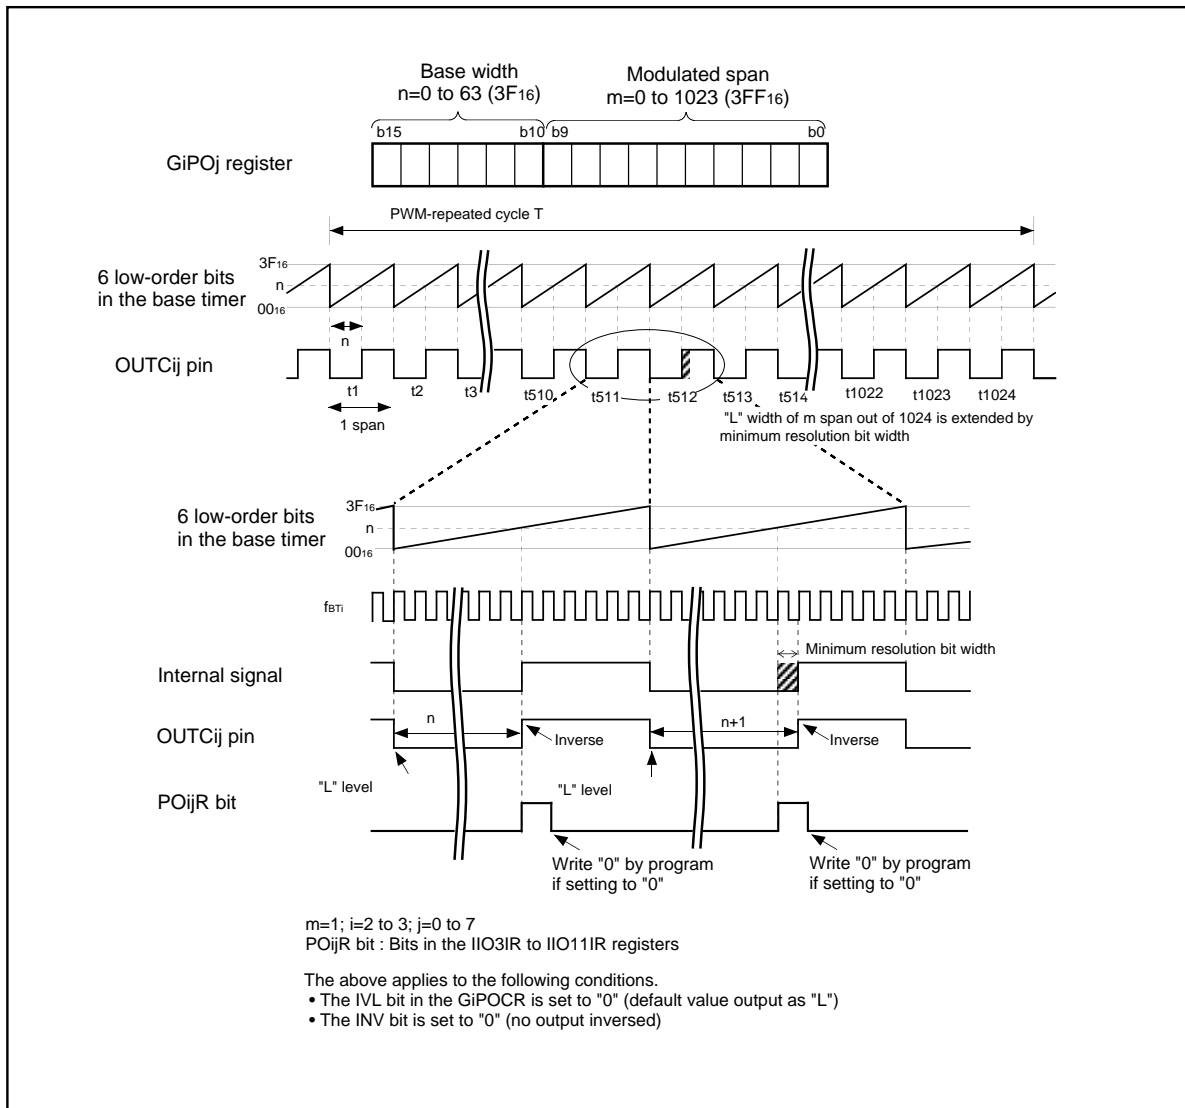 Base width
n=0 to 63 (3F16)
Modulated span
m=0 to 1023 (3FF16)
b15
b10
b9
b0
GiPOj register
PWM-repeated cycle T
6 low-order bits
in the base timer
3F16
n
0016
n
OUTCij pin
t1
t2
t3
t510
t511
t512
t513
t514
t1022
t1023
t1024
1 span
"L" width of m span out of 1024 is extended by
minimum resolution bit width
6 low-order bits
in the base timer
3F16
n
0016
fBTi
Minimum resolution bit width
Internal signal
OUTCij pin
n
Inverse
n+1
Inverse
"L" level
"L" level
POijR bit
Write "0" by program
if setting to "0"
Write "0" by program
if setting to "0"
m=1; i=2 to 3; j=0 to 7
POijR bit : Bits in the IIO3IR to IIO11IR registers
The above applies to the following conditions.
• The IVL bit in the GiPOCR is set to "0" (default value output as "L")
• The INV bit is set to "0" (no output inversed)